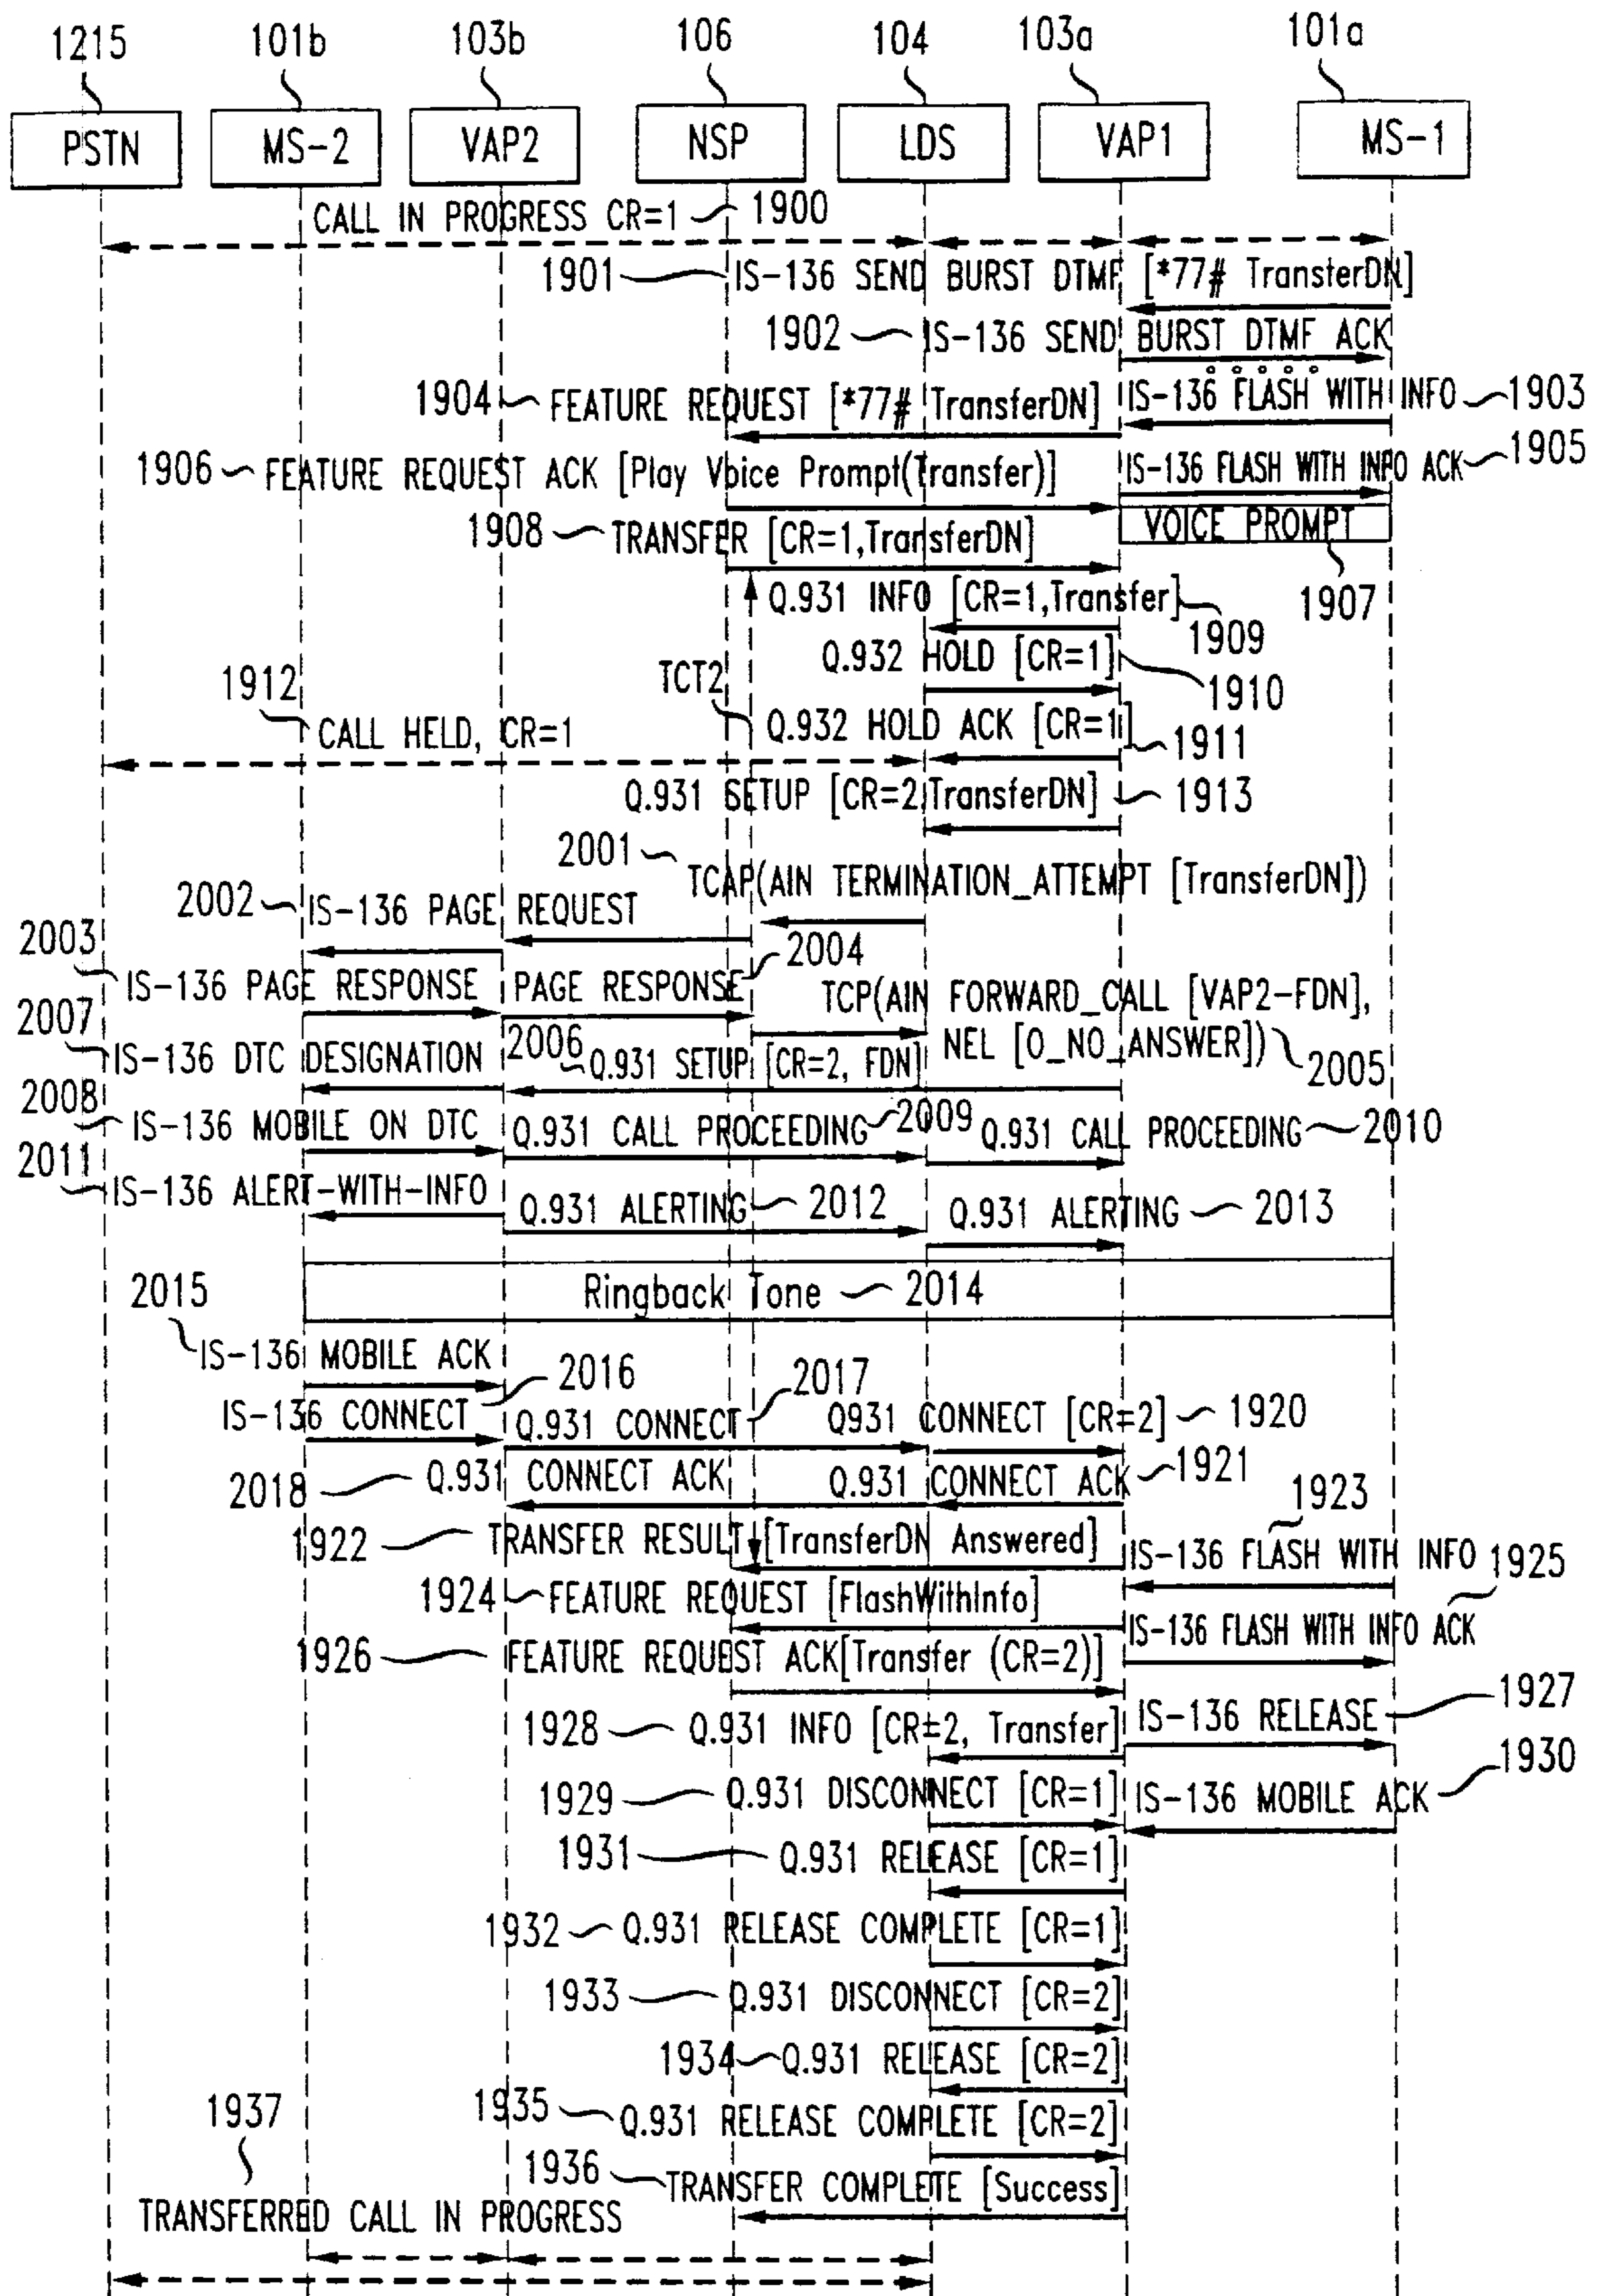 1215 101b 103b 106 104 103a 101a
PSTN MS-2 VAP2 NSP LDS VAP1 MS-1
CALL IN PROGRESS CR=1 1900
1901 IS-136 SEND BURST DTMF [*77# TransterDN]
1902 IS-136 SEND BURST DTMF ACK
1904 FEATURE REQUEST [*77# TransferDN] IS-136 FLASH WITH INFO 1903
1906 FEATURE REQUEST ACK [Play Voice Prompt(Transfer)] IS-136 FLASH WITH INFO ACK 1905
1908 TRANSFER [CR=1,TransferDN] VOICE PROMPT
1907
Q.931 INFO [CR=1,Transfer]
1909
Q.932 HOLD [CR=1]
1910
TCT2
1912
CALL HELD, CR=1
Q.932 HOLD ACK [CR=1]
1911
Q.931 SETUP [CR=2,TransferDN] 1913
2001 TCAP(AIN TERMINATION_ATTEMPT [TransferDN])
2002 IS-136 PAGE REQUEST
2003 IS-136 PAGE RESPONSE PAGE RESPONSE 2004
TCP(AIN FORWARD_CALL [VAP2-FDN],
NEL [O_NO_ANSWER]) 2005
2007 IS-136 DTC DESIGNATION 2006 Q.931 SETUP [CR=2, FDN]
2008 IS-136 MOBILE ON DTC Q.931 CALL PROCEEDING 2009 Q.931 CALL PROCEEDING 2010
2011 IS-136 ALERT-WITH-INFO Q.931 ALERTING 2012 Q.931 ALERTING 2013
Ringback Tone 2014
2015 IS-136 MOBILE ACK
IS-136 CONNECT 2016 Q.931 CONNECT 2017 Q931 CONNECT [CR=2] 1920
2018 Q.931 CONNECT ACK Q.931 CONNECT ACK 1921
1922 TRANSFER RESULT [TransferDN Answered] IS-136 FLASH WITH INFO 1923
1924 FEATURE REQUEST [FlashWithInfo] IS-136 FLASH WITH INFO ACK 1925
1926 FEATURE REQUEST ACK[Transfer (CR=2)]
1928 Q.931 INFO [CR=2, Transfer] IS-136 RELEASE 1927
1929 Q.931 DISCONNECT [CR=1] IS-136 MOBILE ACK 1930
1931 Q.931 RELEASE [CR=1]
1932 Q.931 RELEASE COMPLETE [CR=1]
1933 Q.931 DISCONNECT [CR=2]
1934 Q.931 RELEASE [CR=2]
1935 Q.931 RELEASE COMPLETE [CR=2]
1936 TRANSFER COMPLETE [Success]
1937
TRANSFERRED CALL IN PROGRESS